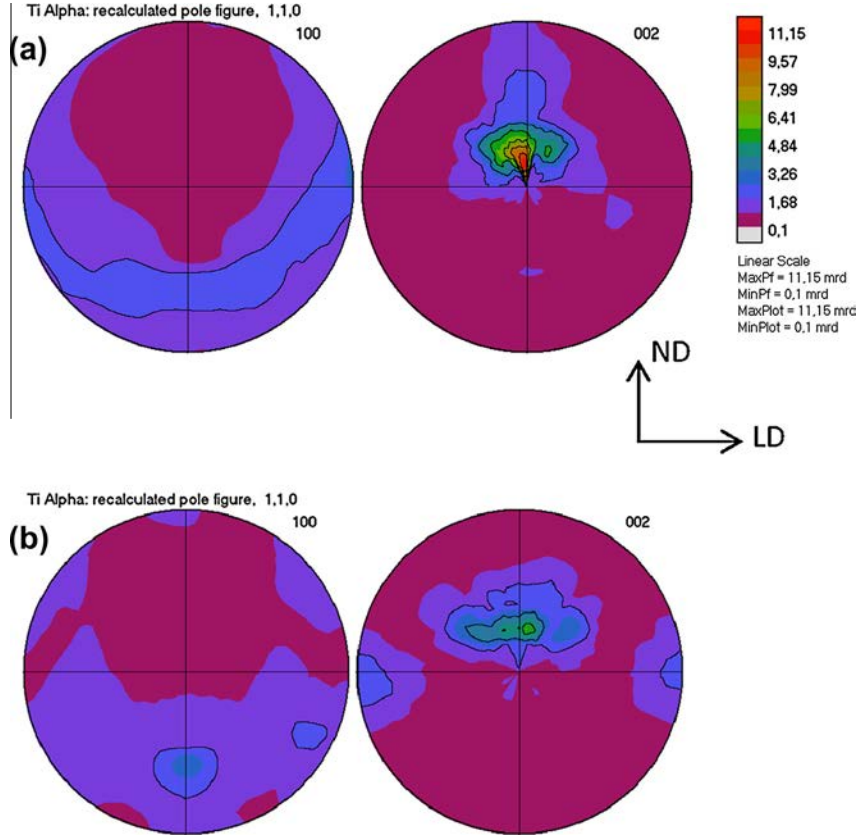 Ti Alpha: recalculated pole figure, 1,1,0
(a)
100
002
11,15
9,57
7,99
6,41
4,84
3,26
1,68
0,1
Linear Scale
MaxPf = 11,15 mrd
MinPf = 0,1 mrd
MaxPlot = 11,15 mrd
MinPlot = 0,1 mrd
ND
LD
Ti Alpha: recalculated pole figure, 1,1,0
(b)
100
002